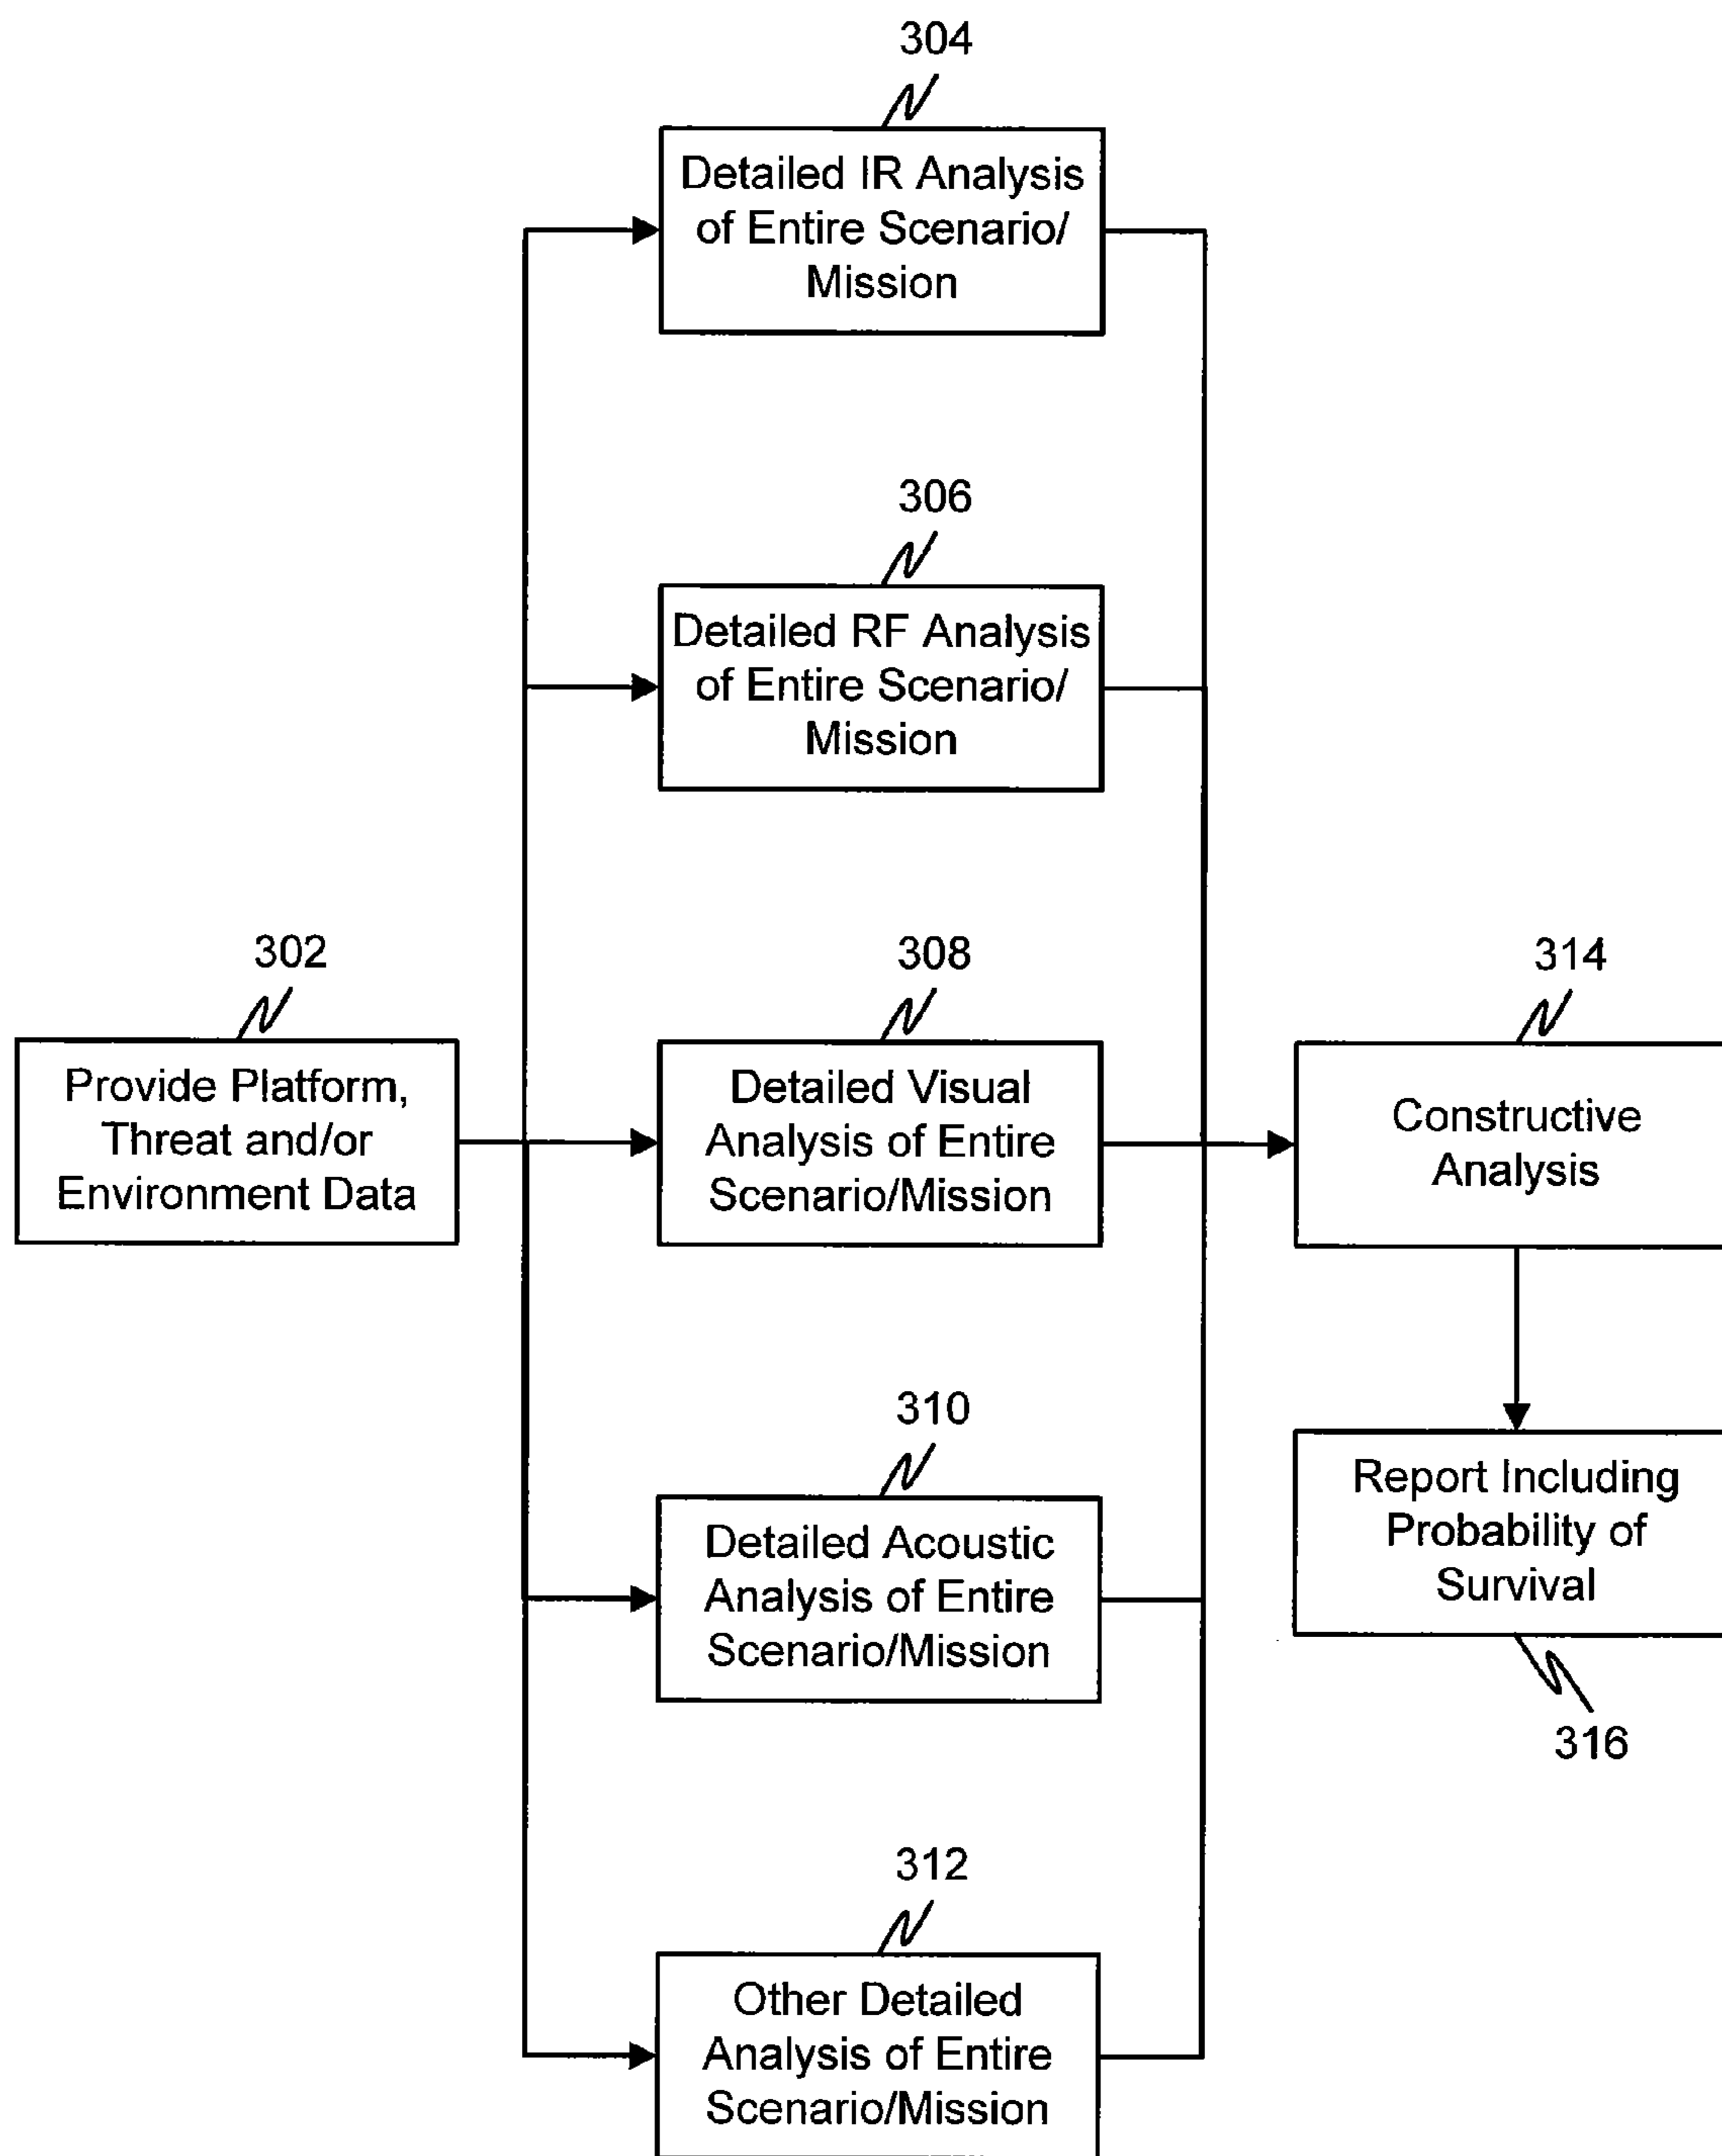 304
Detailed IR Analysis
of Entire Scenario/
Mission
306
Detailed RF Analysis
of Entire Scenario/
Mission
302
Provide Platform,
Threat and/or
Environment Data
308
Detailed Visual
Analysis of Entire
Scenario/Mission
314
Constructive
Analysis
310
Detailed Acoustic
Analysis of Entire
Scenario/Mission
Report Including
Probability of
Survival
316
312
Other Detailed
Analysis of Entire
Scenario/Mission